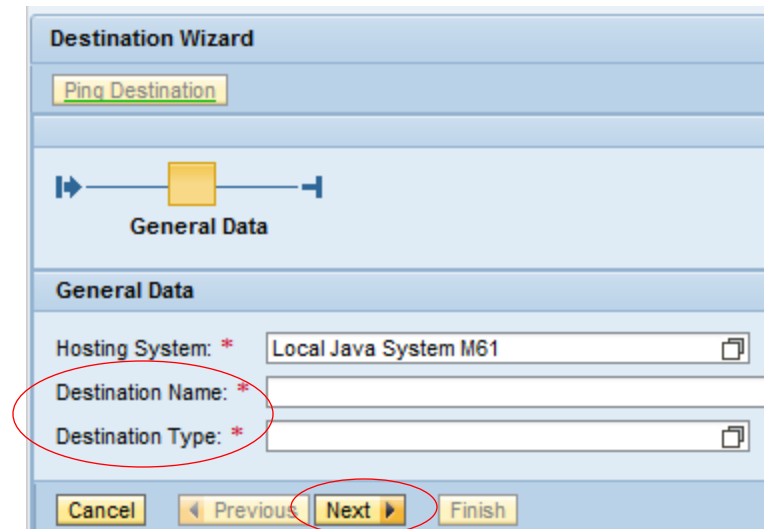 Destination Wizard
Ping Destination
General Data
General Data
Hosting System: * Local Java System M61
Destination Name: *
Destination Type: *
Cancel Previous Next Finish